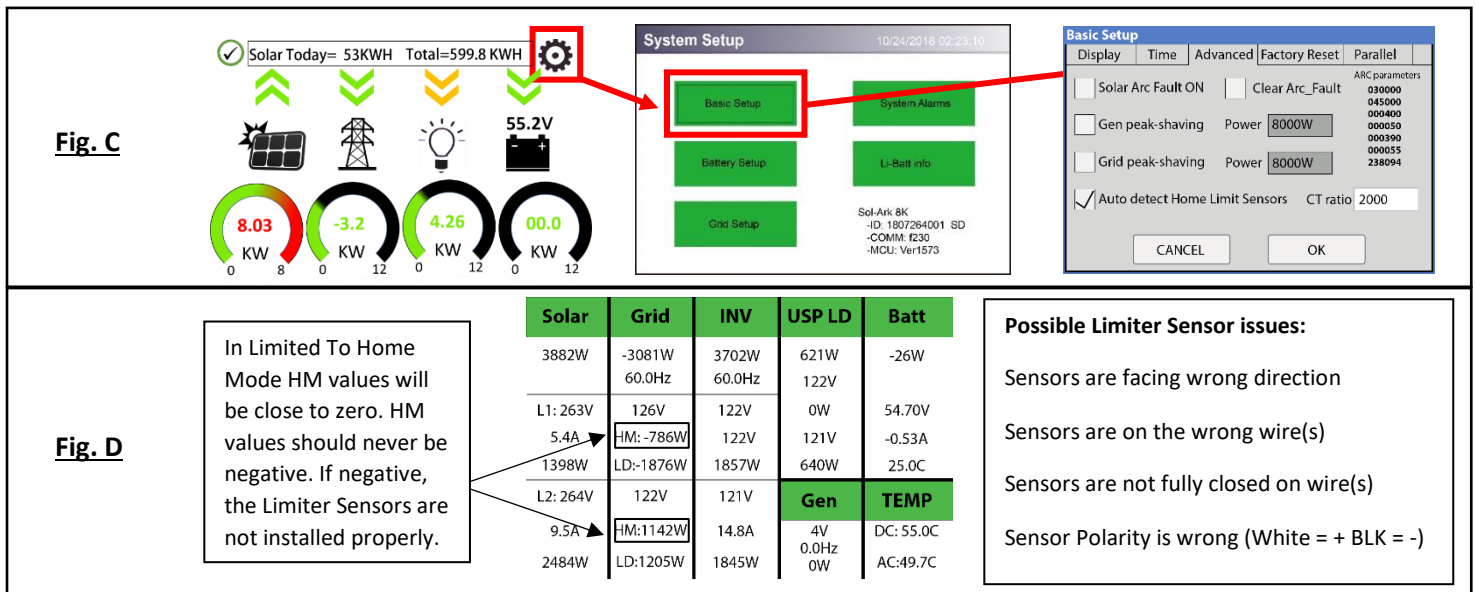 Fig. C
Solar Today= 53KWH Total=599.8 KWH
55.2V
- +
8.03
KW
0 8
-3.2
KW
0 12
4.26
KW
0 12
00.0
KW
0 12
System Setup 10/24/2018 02:23:10
Basic Setup
System Alarms
Battery Setup
Li-Batt info
Grid Setup
Sol-Ark 8K
-ID: 1807264001 SD
-COMM: f230
-MCU: Ver1573
Basic Setup
Display Time Advanced Factory Reset Parallel
Solar Arc Fault ON Clear Arc_Fault
ARC parameters
030000
045000
000400
000050
000390
000055
238094
Gen peak-shaving Power 8000W
Grid peak-shaving Power 8000W
Auto detect Home Limit Sensors CT ratio 2000
CANCEL OK
Fig. D
In Limited To Home
Mode HM values will
be close to zero. HM
values should never be
negative. If negative,
the Limiter Sensors are
not installed properly.
Solar Grid INV USP LD Batt
3882W -3081W 3702W 621W -26W
60.0Hz 60.0Hz 122V
L1: 263V 126V 122V 0W 54.70V
5.4A HM: -786W 122V 121V -0.53A
1398W LD:-1876W 1857W 640W 25.0C
L2: 264V 122V 121V Gen TEMP
9.5A HM:1142W 14.8A 4V DC: 55.0C
0.0Hz
2484W LD:1205W 1845W 0W AC:49.7C
Possible Limiter Sensor issues:
Sensors are facing wrong direction
Sensors are on the wrong wire(s)
Sensors are not fully closed on wire(s)
Sensor Polarity is wrong (White = + BLK = -)